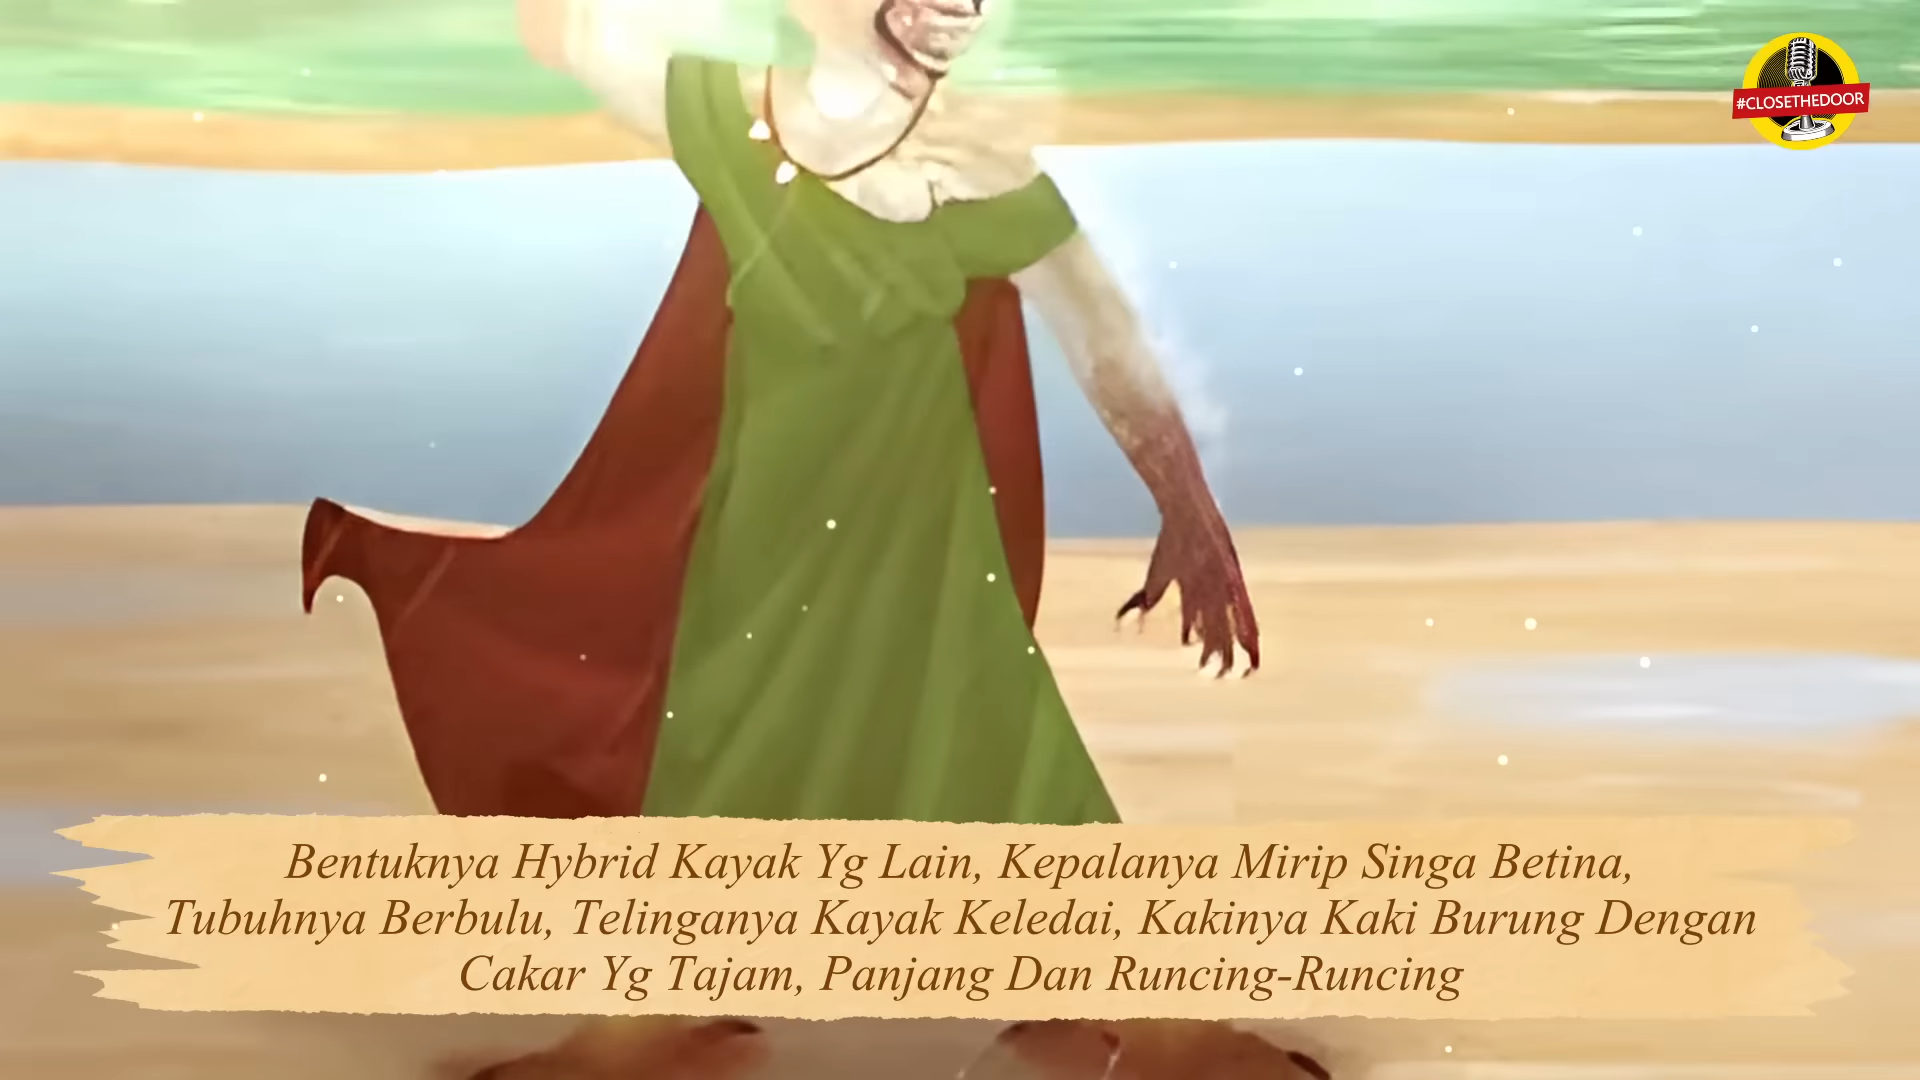 #CLOSETHEDOOR
Bentuknya Hybrid Kayak Yg Lain, Kepalanya Mirip Singa Betina,
Tubuhnya Berbulu, Telinganya Kayak Keledai, Kakinya Kaki Burung Dengan
Cakar Yg Tajam, Panjang Dan Runcing-Runcing